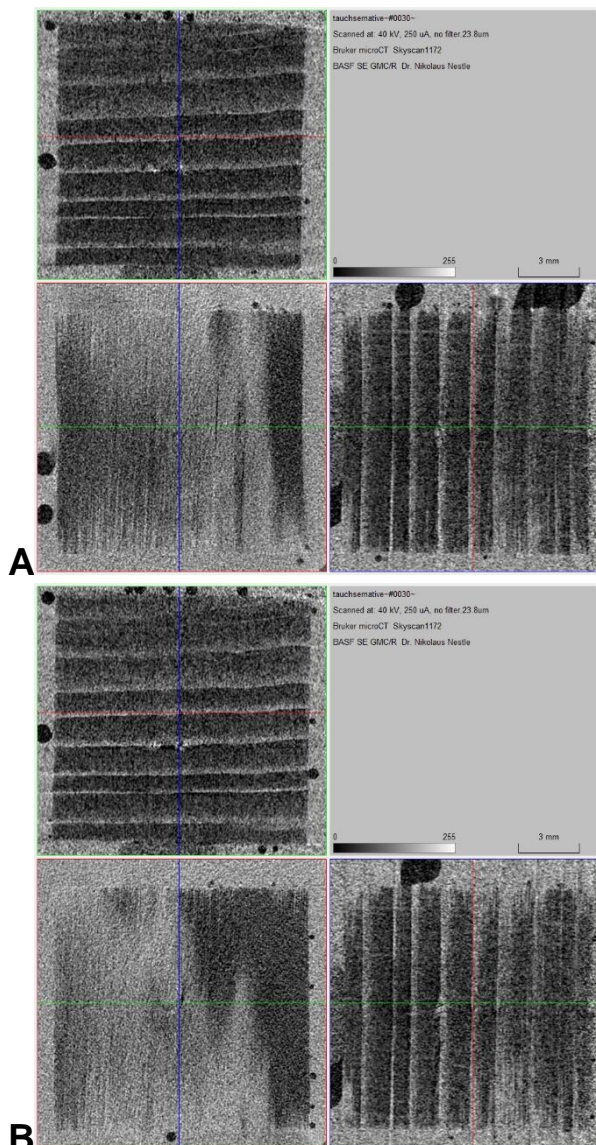 tauchsernative~#0030~
Scanned at: 40 kV, 250 uA, no filter.23.8um
Bruker microCT Skyscan1172
BASF SE GMC/R Dr. Nikolaus Nestle
0 255 3 mm
A
tauchsernative~#0030~
Scanned at: 40 kV, 250 uA, no filter.23.8um
Bruker microCT Skyscan1172
BASF SE GMC/R Dr. Nikolaus Nestle
0 255 3 mm
B